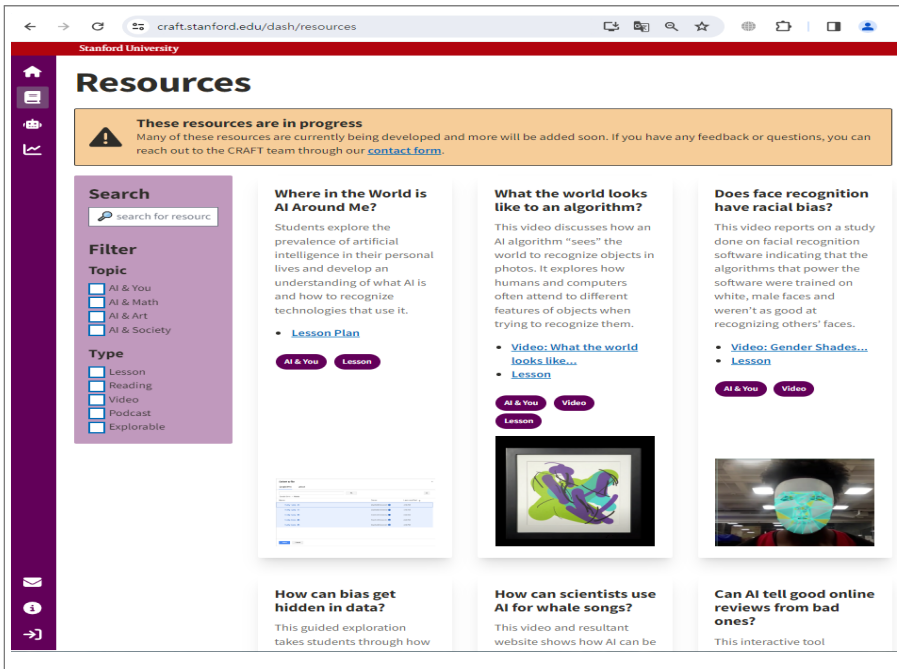 craft.stanford.edu/dash/resources
Stanford University
Resources
These resources are in progress
Many of these resources are currently being developed and more will be added soon. If you have any feedback or questions, you can
reach out to the CRAFT team through our contact form.
Search
search for resourc
Filter
Topic
AI & You
AI & Math
AI & Art
AI & Society
Type
Lesson
Reading
Video
Podcast
Explorable
Where in the World is
AI Around Me?
Students explore the
prevalence of artificial
intelligence in their personal
lives and develop an
understanding of what AI is
and how to recognize
technologies that use it.
Lesson Plan
AI & You
Lesson
What the world looks
like to an algorithm?
This video discusses how an
AI algorithm “sees” the
world to recognize objects in
photos. It explores how
humans and computers
often attend to different
features of objects when
trying to recognize them.
Video: What the world
looks like...
Lesson
AI & You
Video
Lesson
Does face recognition
have racial bias?
This video reports on a study
done on facial recognition
software indicating that the
algorithms that power the
software were trained on
white, male faces and
weren't as good at
recognizing others' faces.
Video: Gender Shades...
Lesson
AI & You
Video
How can bias get
hidden in data?
This guided exploration
takes students through how
How can scientists use
AI for whale songs?
This video and resultant
website shows how AI can be
Can AI tell good online
reviews from bad
ones?
This interactive tool